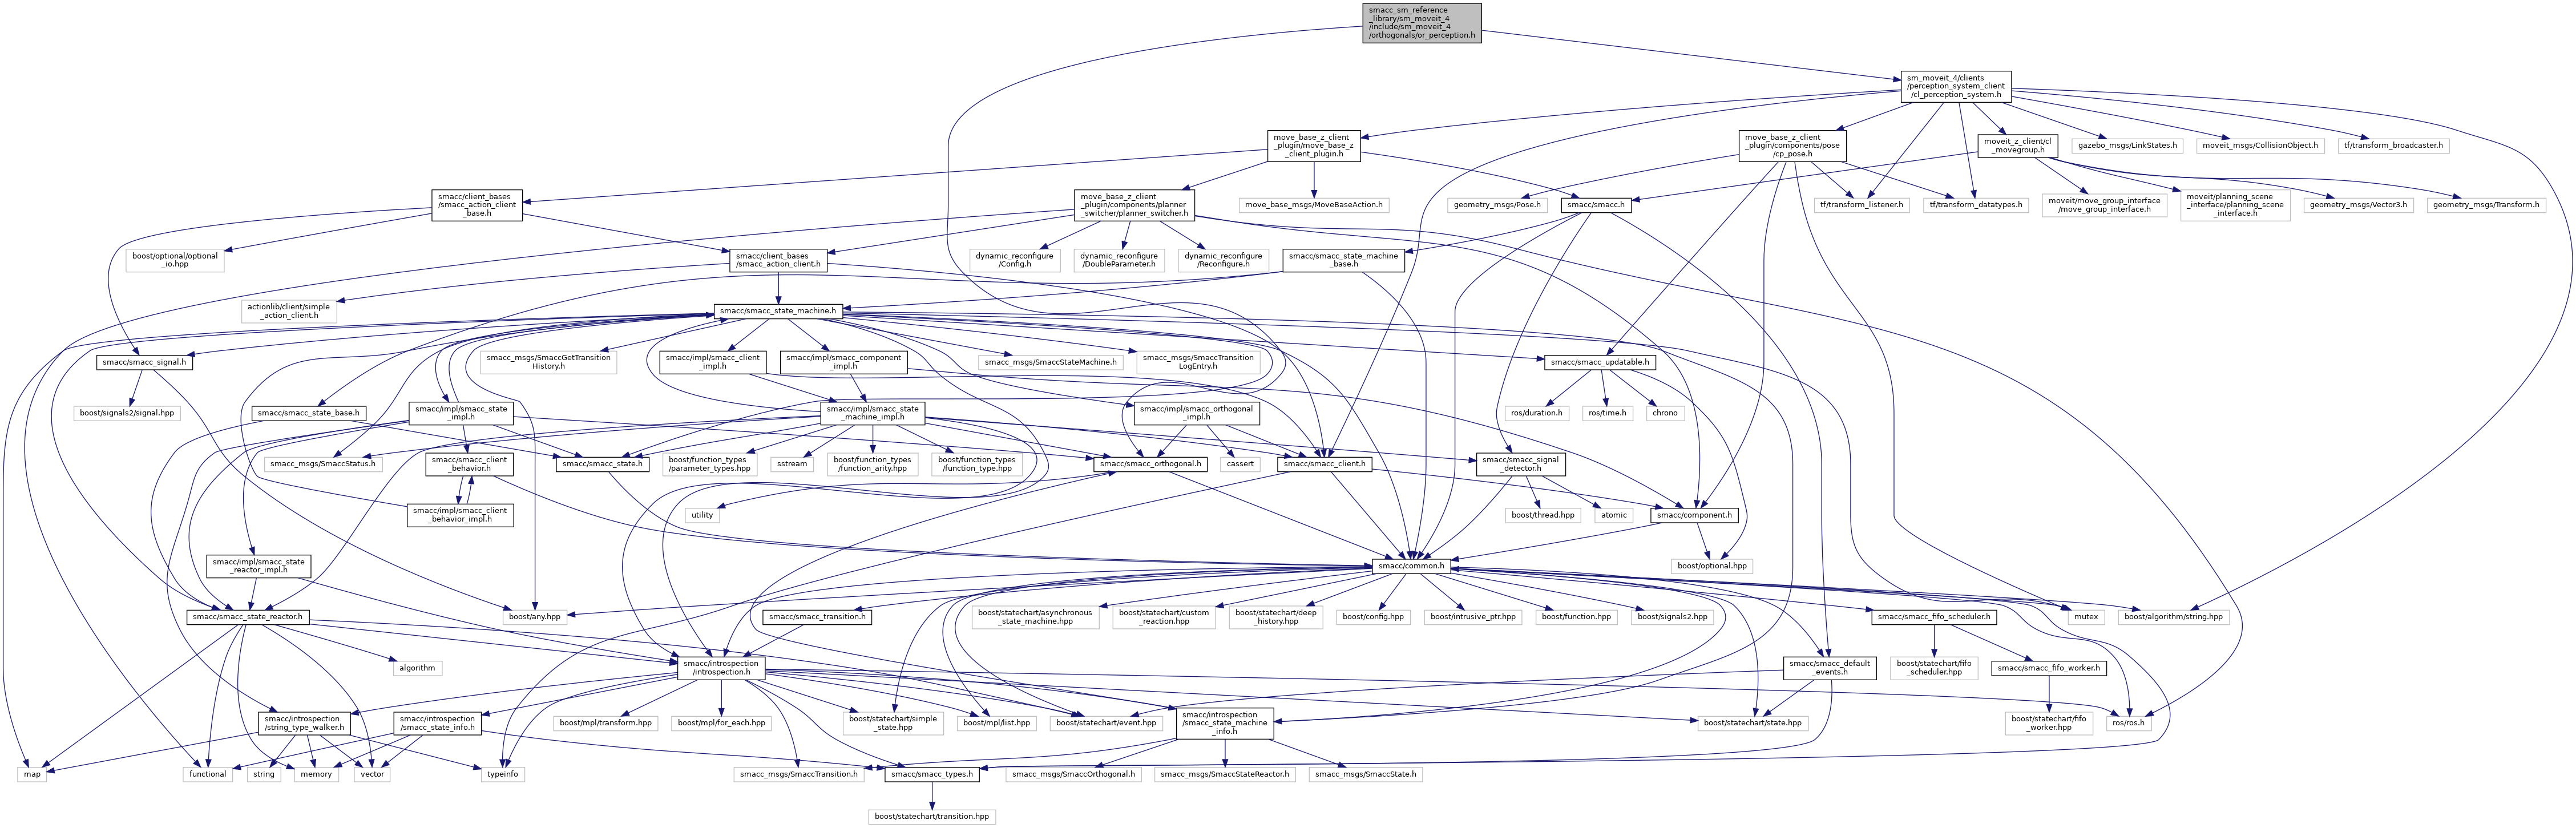 smacc_sm_reference
_library/sm_moveit_4
/include/sm_moveit_4
/orthogonals/or_perception.h
sm_moveit_4/clients
/perception_system_client
/cl_perception_system.h
move_base_z_client
_plugin/move_base_z
_client_plugin.h
move_base_z_client
_plugin/components/pose
/cp_pose.h
moveit_z_client/cl
_movegroup.h
gazebo_msgs/LinkStates.h
moveit_msgs/CollisionObject.h
tf/transform_broadcaster.h
smacc/client_bases
/smacc_action_client
_base.h
move_base_z_client
_plugin/components/planner
_switcher/planner_switcher.h
move_base_msgs/MoveBaseAction.h
geometry_msgs/Pose.h
smacc/smacc.h
tf/transform_listener.h
tf/transform_datatypes.h
moveit/move_group_interface
/move_group_interface.h
moveit/planning_scene
_interface/planning_scene
_interface.h
geometry_msgs/Vector3.h
geometry_msgs/Transform.h
boost/optional/optional
_io.hpp
smacc/client_bases
/smacc_action_client.h
dynamic_reconfigure
/Config.h
dynamic_reconfigure
/DoubleParameter.h
dynamic_reconfigure
/Reconfigure.h
smacc/smacc_state_machine
_base.h
actionlib/client/simple
_action_client.h
smacc/smacc_state_machine.h
smacc/smacc_signal.h
smacc_msgs/SmaccGetTransition
History.h
smacc/impl/smacc_client
_impl.h
smacc/impl/smacc_component
_impl.h
smacc_msgs/SmaccStateMachine.h
smacc_msgs/SmaccTransition
LogEntry.h
smacc/smacc_updatable.h
boost/signals2/signal.hpp
smacc/smacc_state_base.h
smacc/impl/smacc_state
_impl.h
smacc/impl/smacc_state
_machine_impl.h
smacc/impl/smacc_orthogonal
_impl.h
ros/duration.h
ros/time.h
chrono
smacc_msgs/SmaccStatus.h
smacc/smacc_client
_behavior.h
smacc/smacc_state.h
boost/function_types
/parameter_types.hpp
sstream
boost/function_types
/function_arity.hpp
boost/function_types
/function_type.hpp
smacc/smacc_orthogonal.h
cassert
smacc/smacc_client.h
smacc/smacc_signal
_detector.h
smacc/impl/smacc_client
_behavior_impl.h
utility
boost/thread.hpp
atomic
smacc/component.h
smacc/impl/smacc_state
_reactor_impl.h
smacc/common.h
boost/optional.hpp
smacc/smacc_state_reactor.h
boost/any.hpp
smacc/smacc_transition.h
boost/statechart/asynchronous
_state_machine.hpp
boost/statechart/custom
_reaction.hpp
boost/statechart/deep
_history.hpp
boost/config.hpp
boost/intrusive_ptr.hpp
boost/function.hpp
boost/signals2.hpp
smacc/smacc_fifo_scheduler.h
mutex
boost/algorithm/string.hpp
algorithm
smacc/introspection
/introspection.h
smacc/smacc_default
_events.h
boost/statechart/fifo
_scheduler.hpp
smacc/smacc_fifo_worker.h
smacc/introspection
/string_type_walker.h
smacc/introspection
/smacc_state_info.h
boost/mpl/transform.hpp
boost/mpl/for_each.hpp
boost/statechart/simple
_state.hpp
boost/mpl/list.hpp
boost/statechart/event.hpp
smacc/introspection
/smacc_state_machine
_info.h
boost/statechart/state.hpp
boost/statechart/fifo
_worker.hpp
ros/ros.h
map
functional
string
memory
vector
typeinfo
smacc_msgs/SmaccTransition.h
smacc/smacc_types.h
smacc_msgs/SmaccOrthogonal.h
smacc_msgs/SmaccStateReactor.h
smacc_msgs/SmaccState.h
boost/statechart/transition.hpp